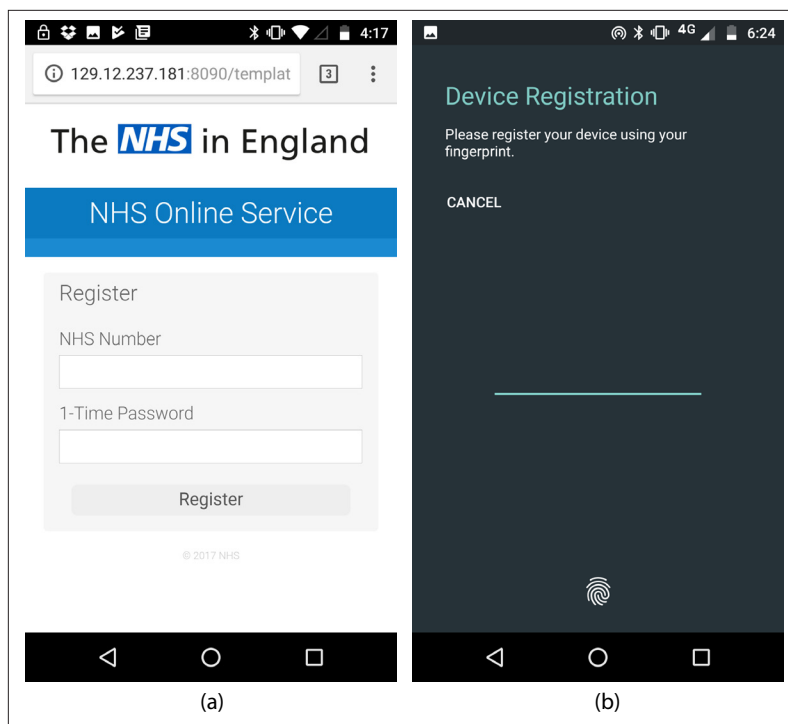 4:17
129.12.237.181:8090/templat
3
The NHS in England
NHS Online Service
Register
NHS Number
1-Time Password
Register
© 2017 NHS
(a)
4G 6:24
Device Registration
Please register your device using your
fingerprint.
CANCEL
(b)